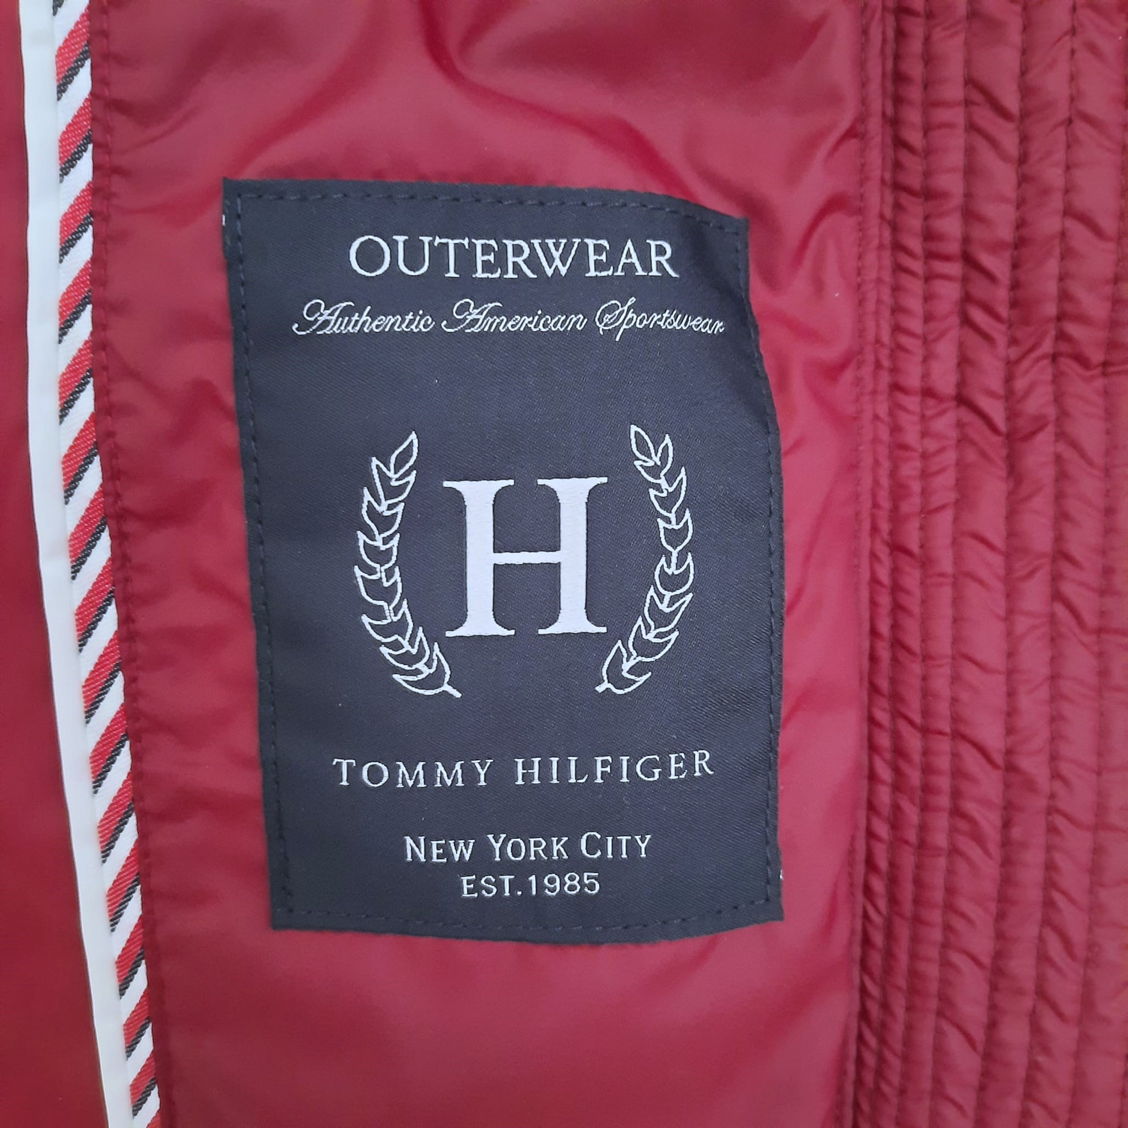 OUTERWEAR
Authentic American Sportswear
H
TOMMY HILFIGER
NEW YORK CITY
EST.1985